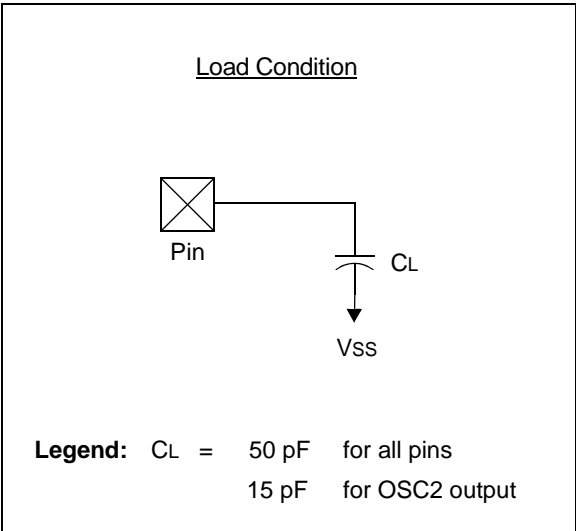 Load Condition
Pin
CL
VSS
Legend: CL = 50 pF for all pins
15 pF for OSC2 output